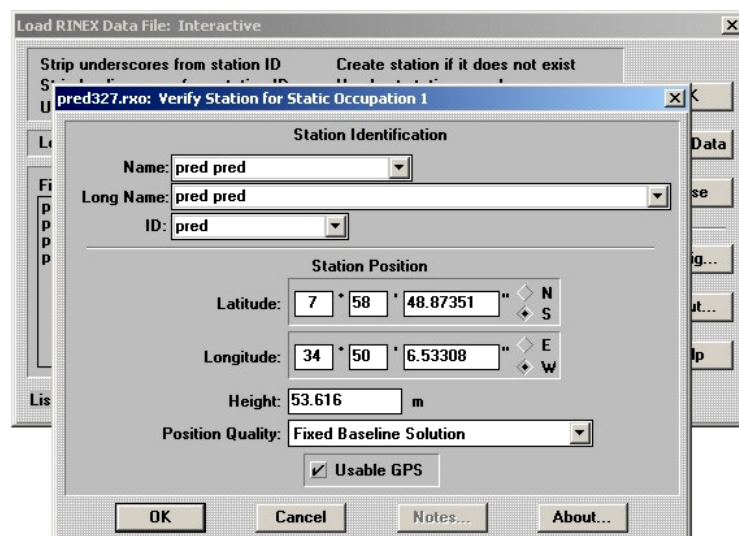 Load RINEX Data File: Interactive
Strip underscores from station ID Create station if it does not exist
pred327.rxo: Verify Station for Static Occupation 1
Station Identification
Name: pred pred
Long Name: pred pred
ID: pred
Station Position
Latitude: 7 ° 58 ' 48.87351 " N
S
Longitude: 34 ° 50 ' 6.53308 " E
W
Height: 53.616 m
Position Quality: Fixed Baseline Solution
Usable GPS
OK Cancel Notes... About...
Data